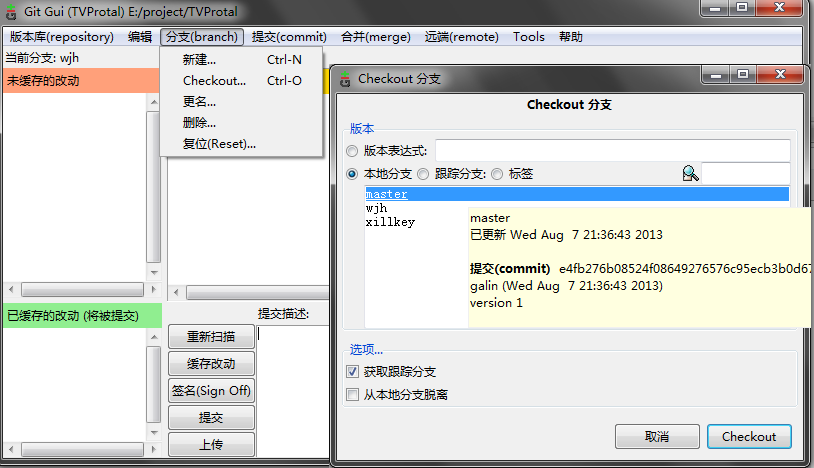 Git Gui (TVProtal) E:/project/TVProtal
版本库(repository) 编辑 分支(branch) 提交(commit) 合并(merge) 远端(remote) Tools 帮助
当前分支: wjh
未缓存的改动
新建... Ctrl-N
Checkout... Ctrl-O
更名...
删除...
复位(Reset)...
已缓存的改动 (将被提交)
提交描述:
重新扫描
缓存改动
签名(Sign Off)
提交
上传
Checkout 分支
Checkout 分支
版本
版本表达式:
本地分支 跟踪分支: 标签
master
wjh
xillkey
master
已更新 Wed Aug 7 21:36:43 2013
提交(commit) e4fb276b08524f08649276576c95ecb3b0d67
galin (Wed Aug 7 21:36:43 2013)
version 1
选项...
获取跟踪分支
从本地分支脱离
取消 Checkout